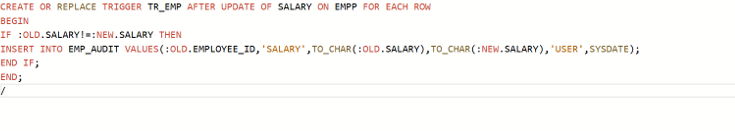 CREATE OR REPLACE TRIGGER TR_EMP AFTER UPDATE OF SALARY ON EMPP FOR EACH ROW
BEGIN
IF :OLD.SALARY!=:NEW.SALARY THEN
INSERT INTO EMP_AUDIT VALUES(:OLD.EMPLOYEE_ID,'SALARY',TO_CHAR(:OLD.SALARY),TO_CHAR(:NEW.SALARY),'USER',SYSDATE);
END IF;
END;
/